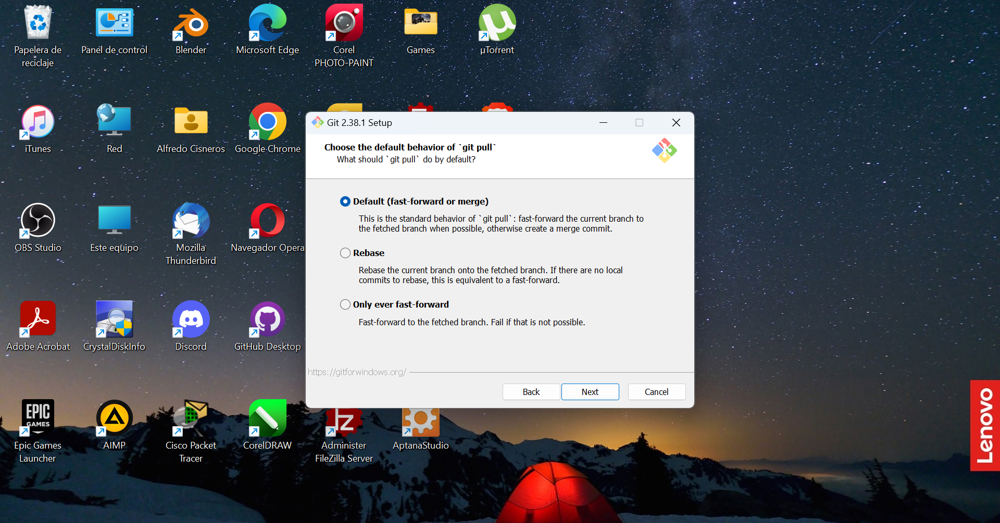 Papelera de
reciclaje
Panel de control
Blender
Microsoft Edge
Corel
PHOTO-PAINT
Games
µTorrent
iTunes
Red
Alfredo Cisneros
Google Chrome
OBS Studio
Este equipo
Mozilla
Thunderbird
Navegador Opera
Adobe Acrobat
CrystalDiskInfo
Discord
GitHub Desktop
EPIC
GAMES
Epic Games
Launcher
AIMP
Cisco Packet
Tracer
CorelDRAW
Administer
FileZilla Server
AptanaStudio
Git 2.38.1 Setup
Choose the default behavior of `git pull`
What should `git pull` do by default?
Default (fast-forward or merge)
This is the standard behavior of `git pull`: fast-forward the current branch to
the fetched branch when possible, otherwise create a merge commit.
Rebase
Rebase the current branch onto the fetched branch. If there are no local
commits to rebase, this is equivalent to a fast-forward.
Only ever fast-forward
Fast-forward to the fetched branch. Fail if that is not possible.
https://gitforwindows.org/
Back
Next
Cancel
Lenovo